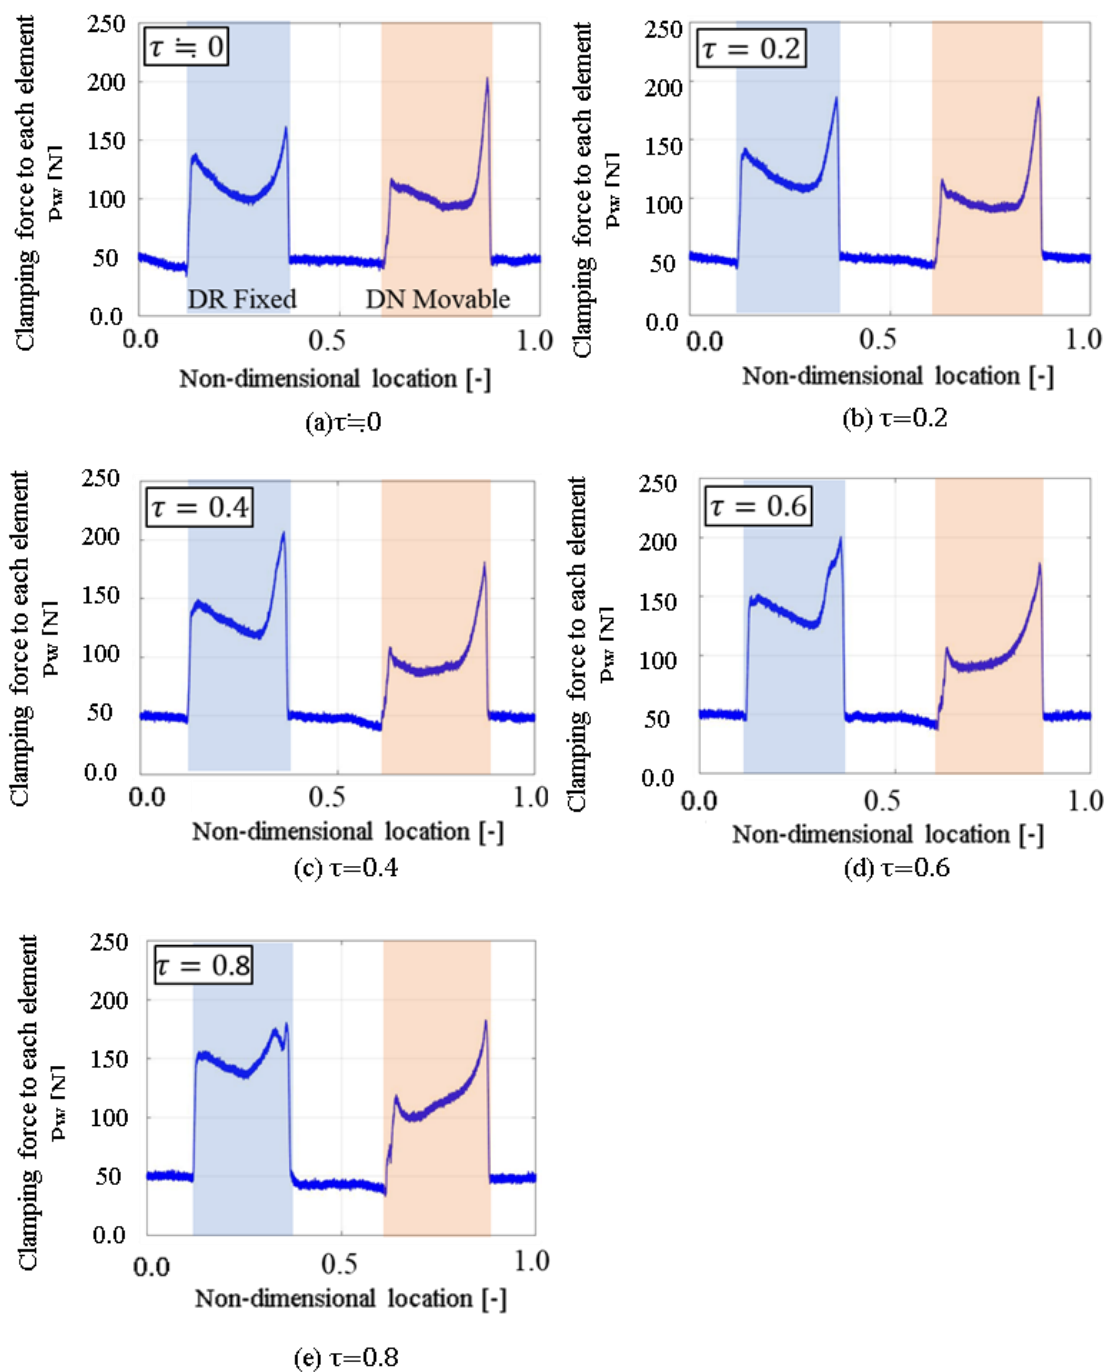 Clamping force to each element
Pw [N]
250
200
150
100
50
0.0
τ ≒ 0
DR Fixed
DN Movable
0.0
0.5
1.0
Non-dimensional location [-]
(a)τ≒0
Clamping force to each element
Pw [N]
250
200
150
100
50
0.0
τ = 0.2
0.0
0.5
1.0
Non-dimensional location [-]
(b) τ=0.2
Clamping force to each element
Pw [N]
250
200
150
100
50
0.0
τ = 0.4
0.0
0.5
1.0
Non-dimensional location [-]
(c) τ=0.4
Clamping force to each element
Pw [N]
250
200
150
100
50
0.0
τ = 0.6
0.0
0.5
1.0
Non-dimensional location [-]
(d) τ=0.6
Clamping force to each element
Pw [N]
250
200
150
100
50
0.0
τ = 0.8
0.0
0.5
1.0
Non-dimensional location [-]
(e) τ=0.8